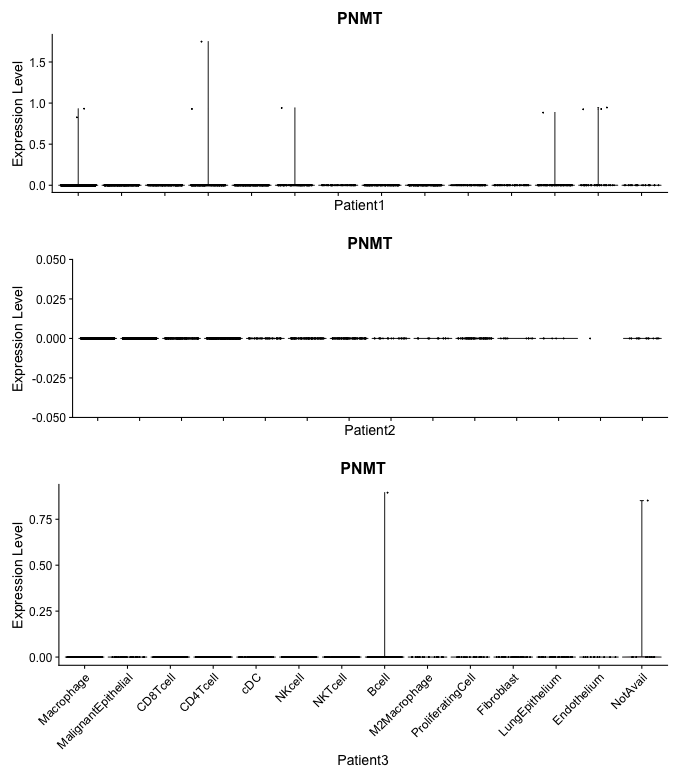 PNMT
Expression Level
1.5
1.0
0.5
0.0
Patient1
PNMT
Expression Level
0.050
0.025
0.000
-0.025
-0.050
Patient2
PNMT
Expression Level
0.75
0.50
0.25
0.00
Macrophage
MalignantEpithelial
CD8Tcell
CD4Tcell
cDC
NKcell
NKTcell
Bcell
M2Macrophage
ProliferatingCell
Fibroblast
LungEpithelium
Endothelium
NotAvail
Patient3